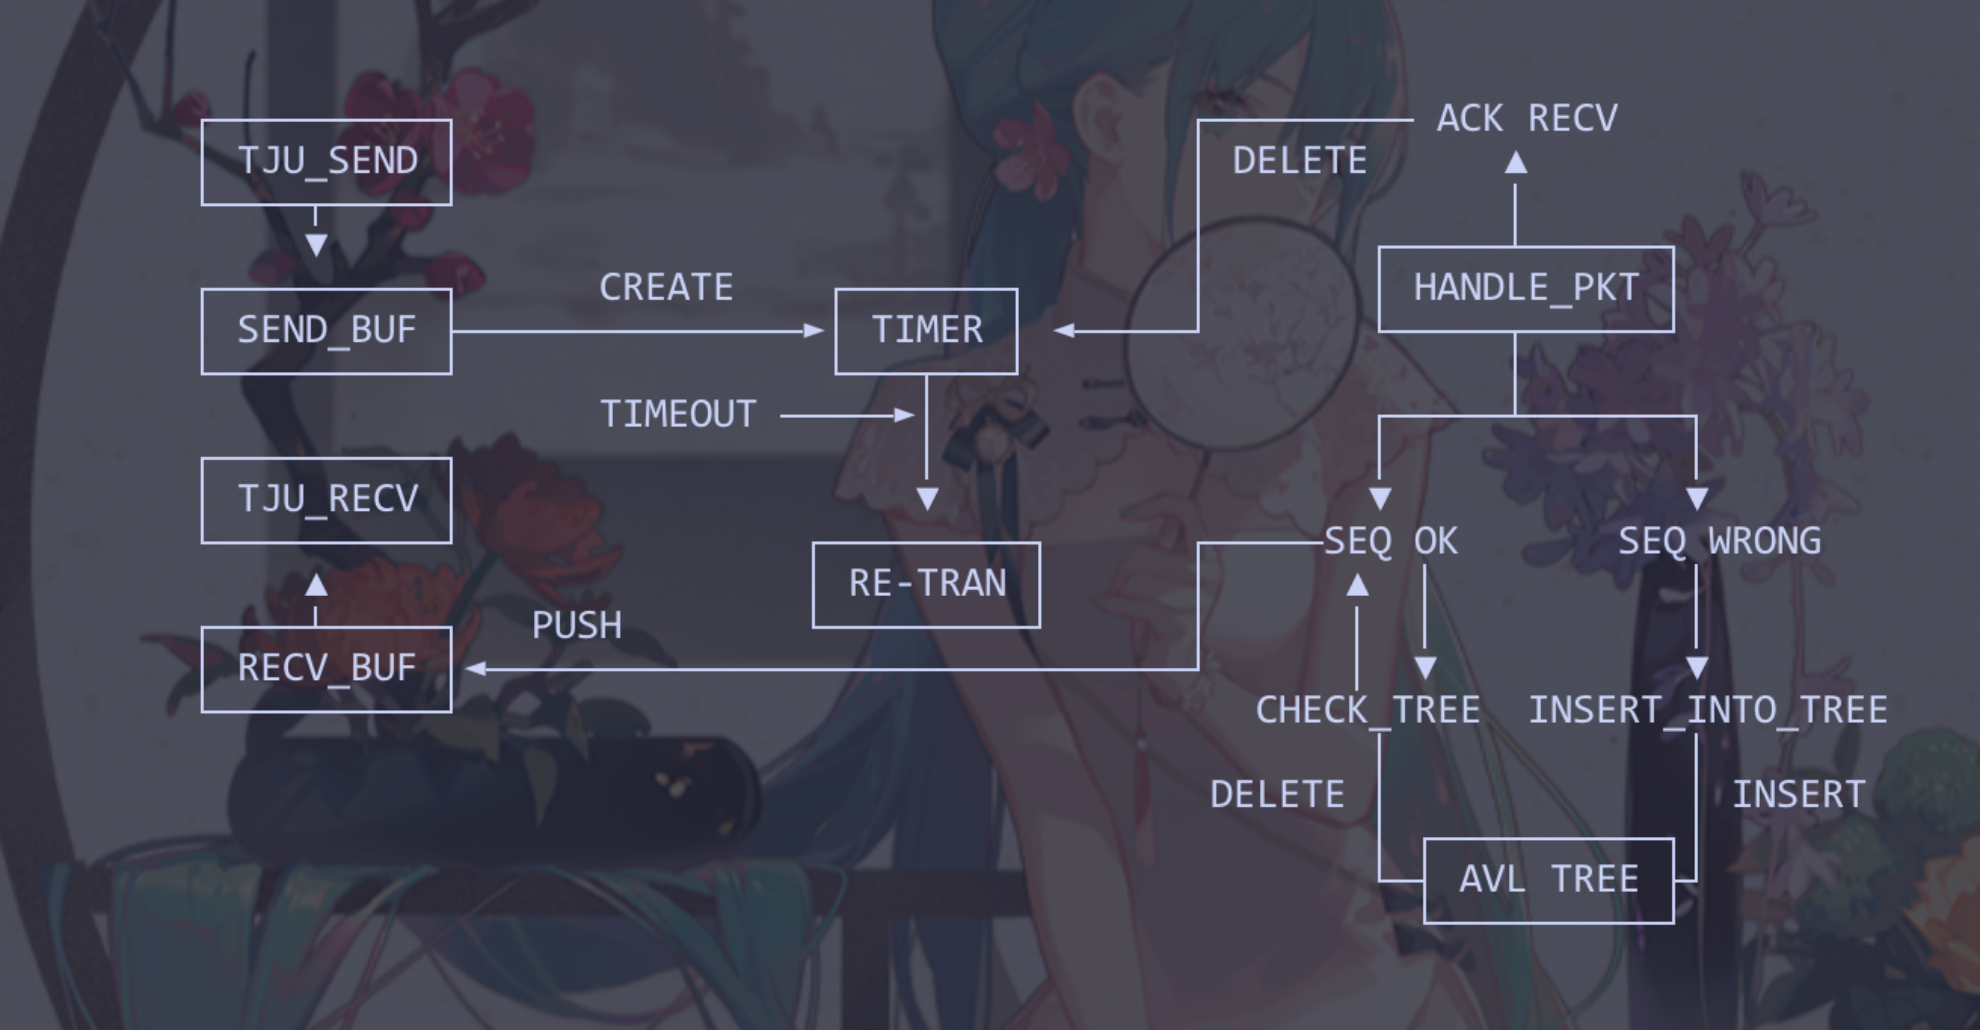 ACK RECV
TJU_SEND
DELETE
CREATE
HANDLE_PKT
SEND_BUF
TIMER
TIMEOUT
TJU_RECV
SEQ OK
SEQ WRONG
RE-TRAN
PUSH
RECV_BUF
CHECK_TREE
INSERT_INTO_TREE
DELETE
INSERT
AVL TREE